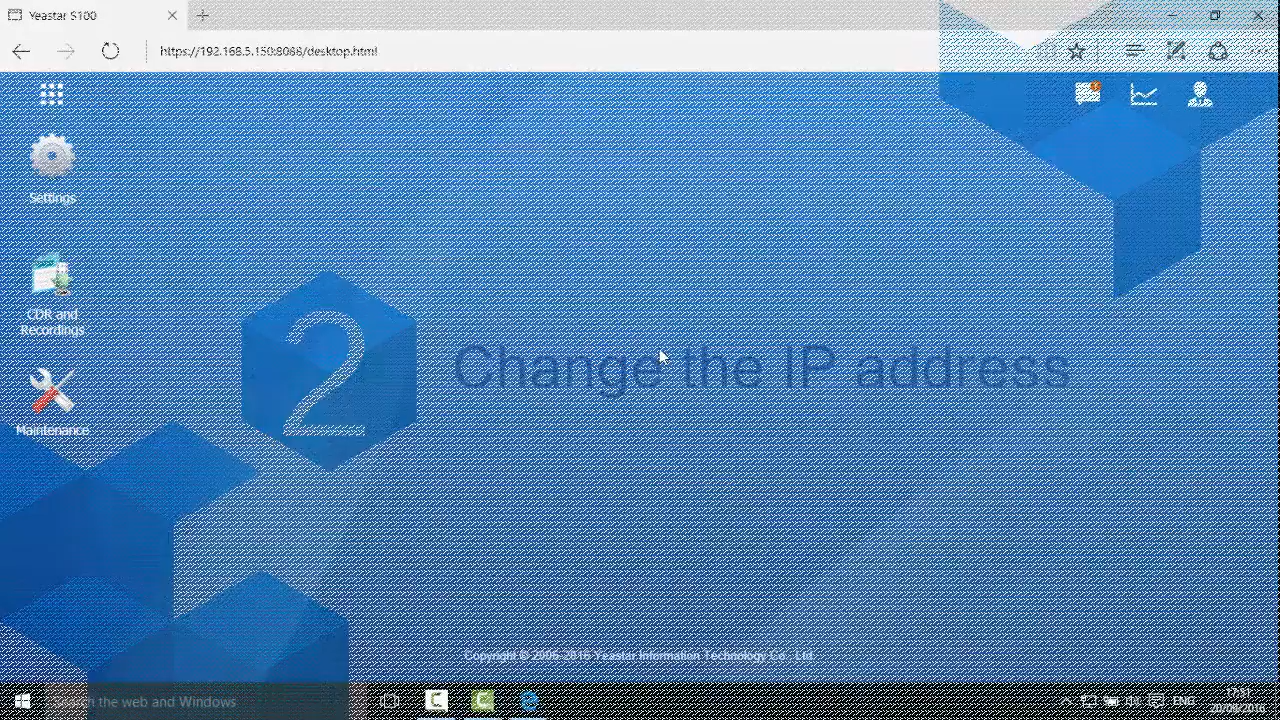 Yeastar S100
https://192.168.5.150:8088/desktop.html
Settings
CDR and
Recordings
Maintenance
2
Change the IP address
Copyright © 2006-2016 Yeastar Information Technology Co., Ltd.
Search the web and Windows
ENG
17:51
20/09/2016